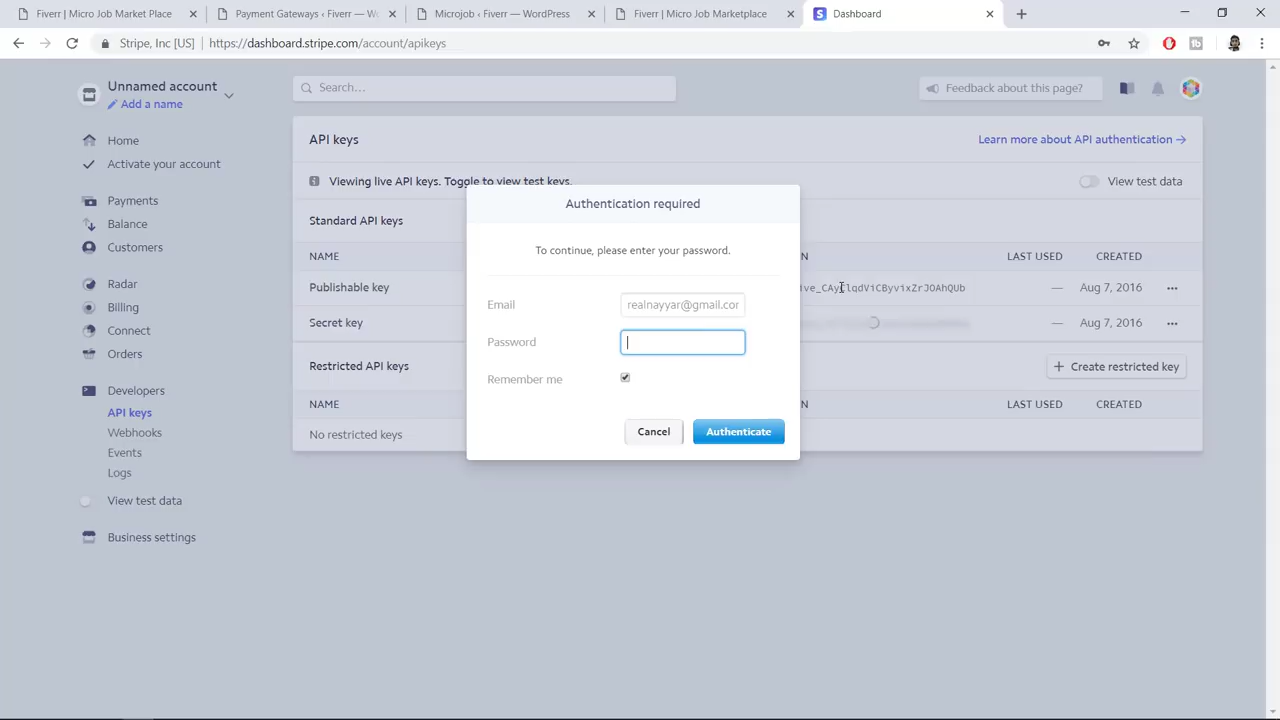 Fiverr | Micro Job Market Place
Payment Gateways ‹ Fiverr — W
Microjob ‹ Fiverr — WordPress
Fiverr | Micro Job Marketplace
Dashboard
Stripe, Inc [US] | https://dashboard.stripe.com/account/apikeys
Unnamed account
Add a name
Search...
Feedback about this page?
Home
Activate your account
Payments
Balance
Customers
Radar
Billing
Connect
Orders
Developers
API keys
Webhooks
Events
Logs
View test data
Business settings
API keys
Learn more about API authentication →
Viewing live API keys. Toggle to view test keys.
View test data
Standard API keys
NAME
LAST USED
CREATED
Publishable key
— Aug 7, 2016
Secret key
— Aug 7, 2016
Restricted API keys
+ Create restricted key
NAME
LAST USED
CREATED
No restricted keys
Authentication required
To continue, please enter your password.
Email
realnayyar@gmail.cor
Password
Remember me
Cancel
Authenticate